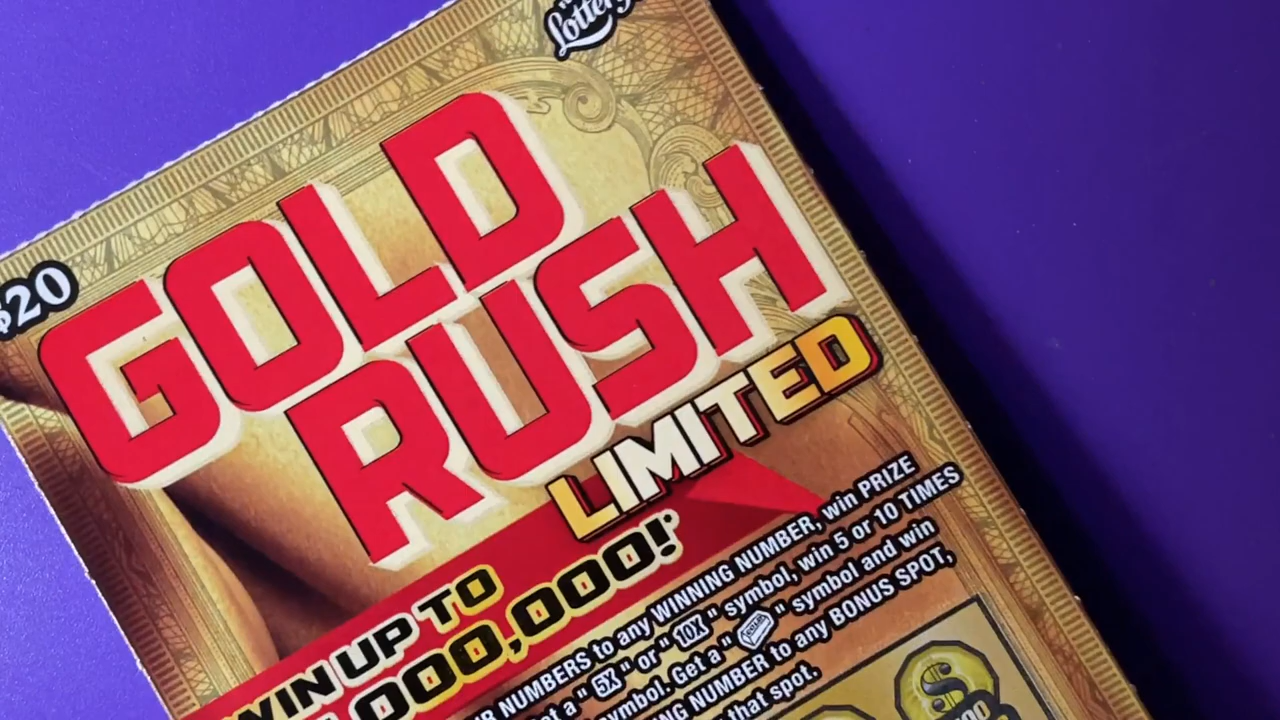 Lottery
$20
GOLD
RUSH
LIMITED
WIN UP TO
000,000!*
NUMBERS to any WINNING NUMBER, win PRIZE
a "5X" or "10X" symbol, win 5 or 10 TIMES
symbol. Get a "GOLD" symbol and win
NUMBER to any BONUS SPOT,
that spot.
$